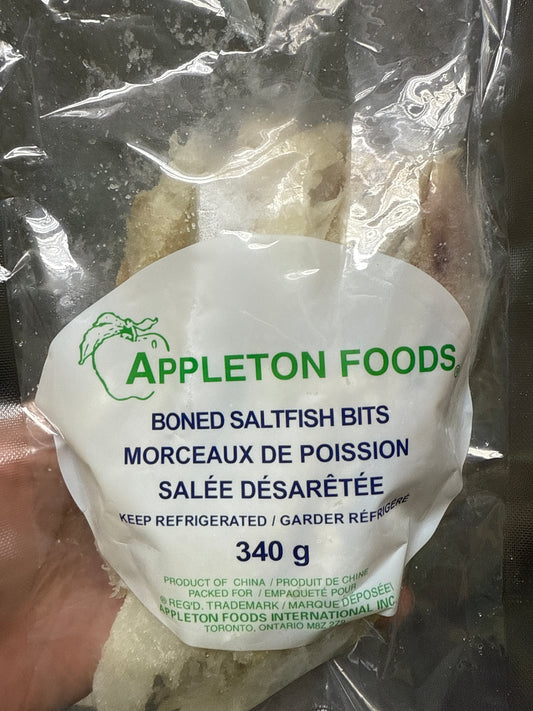 APPLETON FOODS®
BONED SALTFISH BITS
MORCEAUX DE POISSION
SALÉE DÉSARÊTÉE
KEEP REFRIGERATED / GARDER RÉFRIGÉRÉ
340 g
PRODUCT OF CHINA / PRODUIT DE CHINE
PACKED FOR / EMPAQUETÉ POUR
® REG'D. TRADEMARK / MARQUE DÉPOSÉE
APPLETON FOODS INTERNATIONAL INC
TORONTO, ONTARIO M8Z